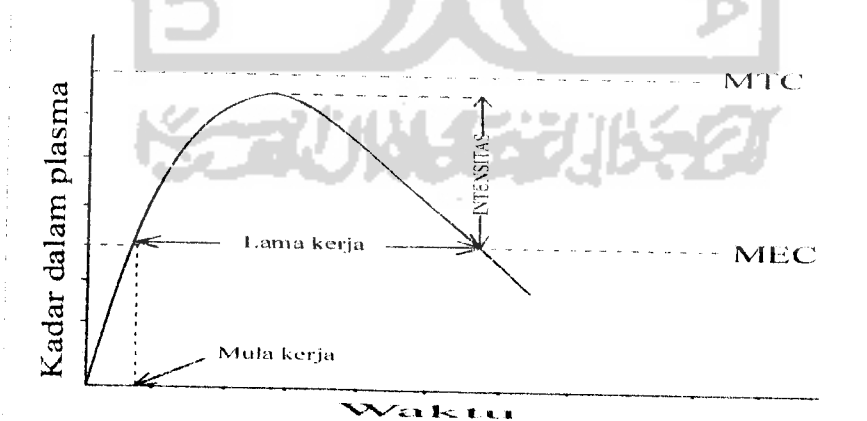 MTC
Kadar dalam plasma
INTENSITAS
Lama kerja
MEC
Mula kerja
Waktu